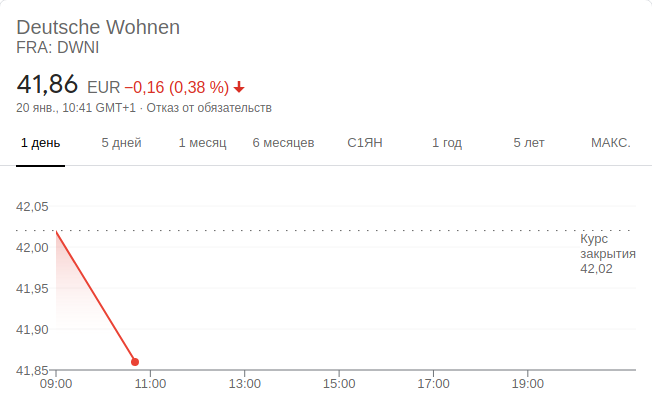 Deutsche Wohnen
FRA: DWNI
41,86 EUR −0,16 (0,38 %)
20 янв., 10:41 GMT+1 · Отказ от обязательств
1 день 5 дней 1 месяц 6 месяцев С1ЯН 1 год 5 лет МАКС.
42,05
42,00
41,95
41,90
41,85
Курс
закрытия
42,02
09:00 11:00 13:00 15:00 17:00 19:00